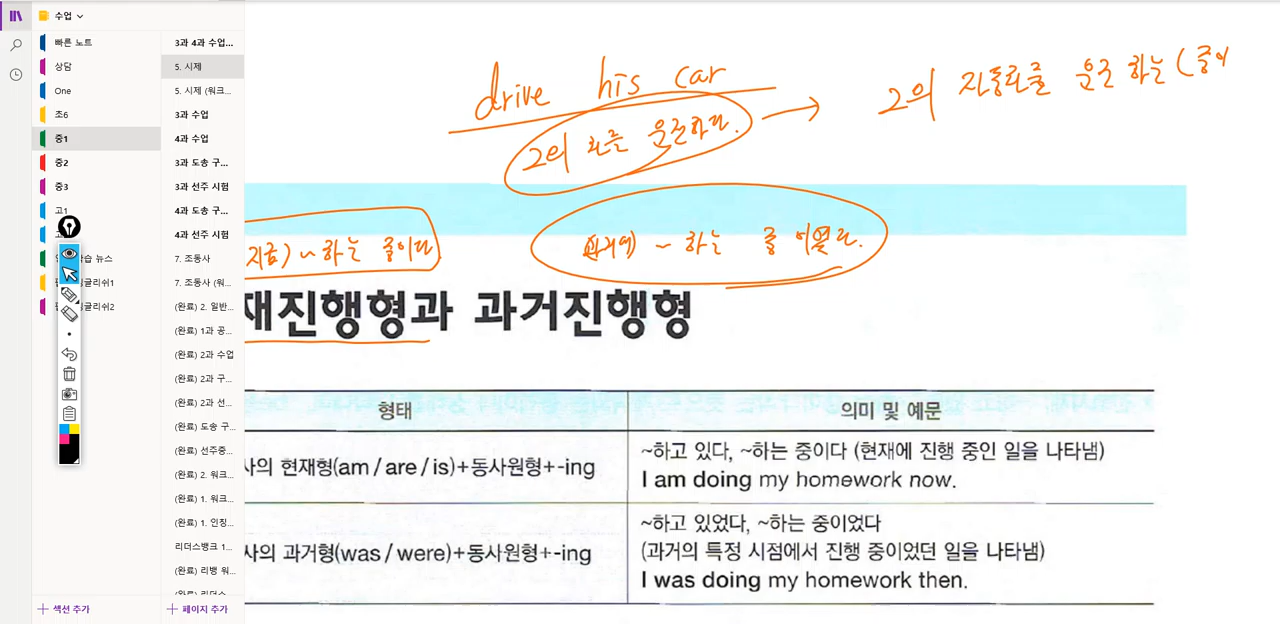 수업
빠른 노트
상담
One
초6
중1
중2
중3
고1
습 뉴스
글리쉬1
글리쉬2
섹션 추가
3과 4과 수업...
5. 시제
5. 시제 (워크...
3과 수업
4과 수업
3과 도송 구...
3과 선주 시험
4과 도송 구...
4과 선주 시험
7. 조동사
7. 조동사 (워...
(완료) 2. 일반...
(완료) 1과 공...
(완료) 2과 수업
(완료) 2과 구...
(완료) 2과 선...
(완료) 도송 구...
(완료) 선주중...
(완료) 2. 워크...
(완료) 1. 워크...
(완료) 1. 인칭...
리더스뱅크 1...
(완료) 리뱅 워...
페이지 추가
drive his car
그의 차를 운전하다.
그의 자동차를 운전 하는 (중이
지금) ~하는 중이다
(과거에) ~ 하는 중 이었다.
재진행형과 과거진행형
형태 의미 및 예문
사의 현재형(am / are / is)+동사원형+-ing
~하고 있다, ~하는 중이다 (현재에 진행 중인 일을 나타냄)
I am doing my homework now.
사의 과거형(was / were)+동사원형+-ing
~하고 있었다, ~하는 중이었다
(과거의 특정 시점에서 진행 중이었던 일을 나타냄)
I was doing my homework then.